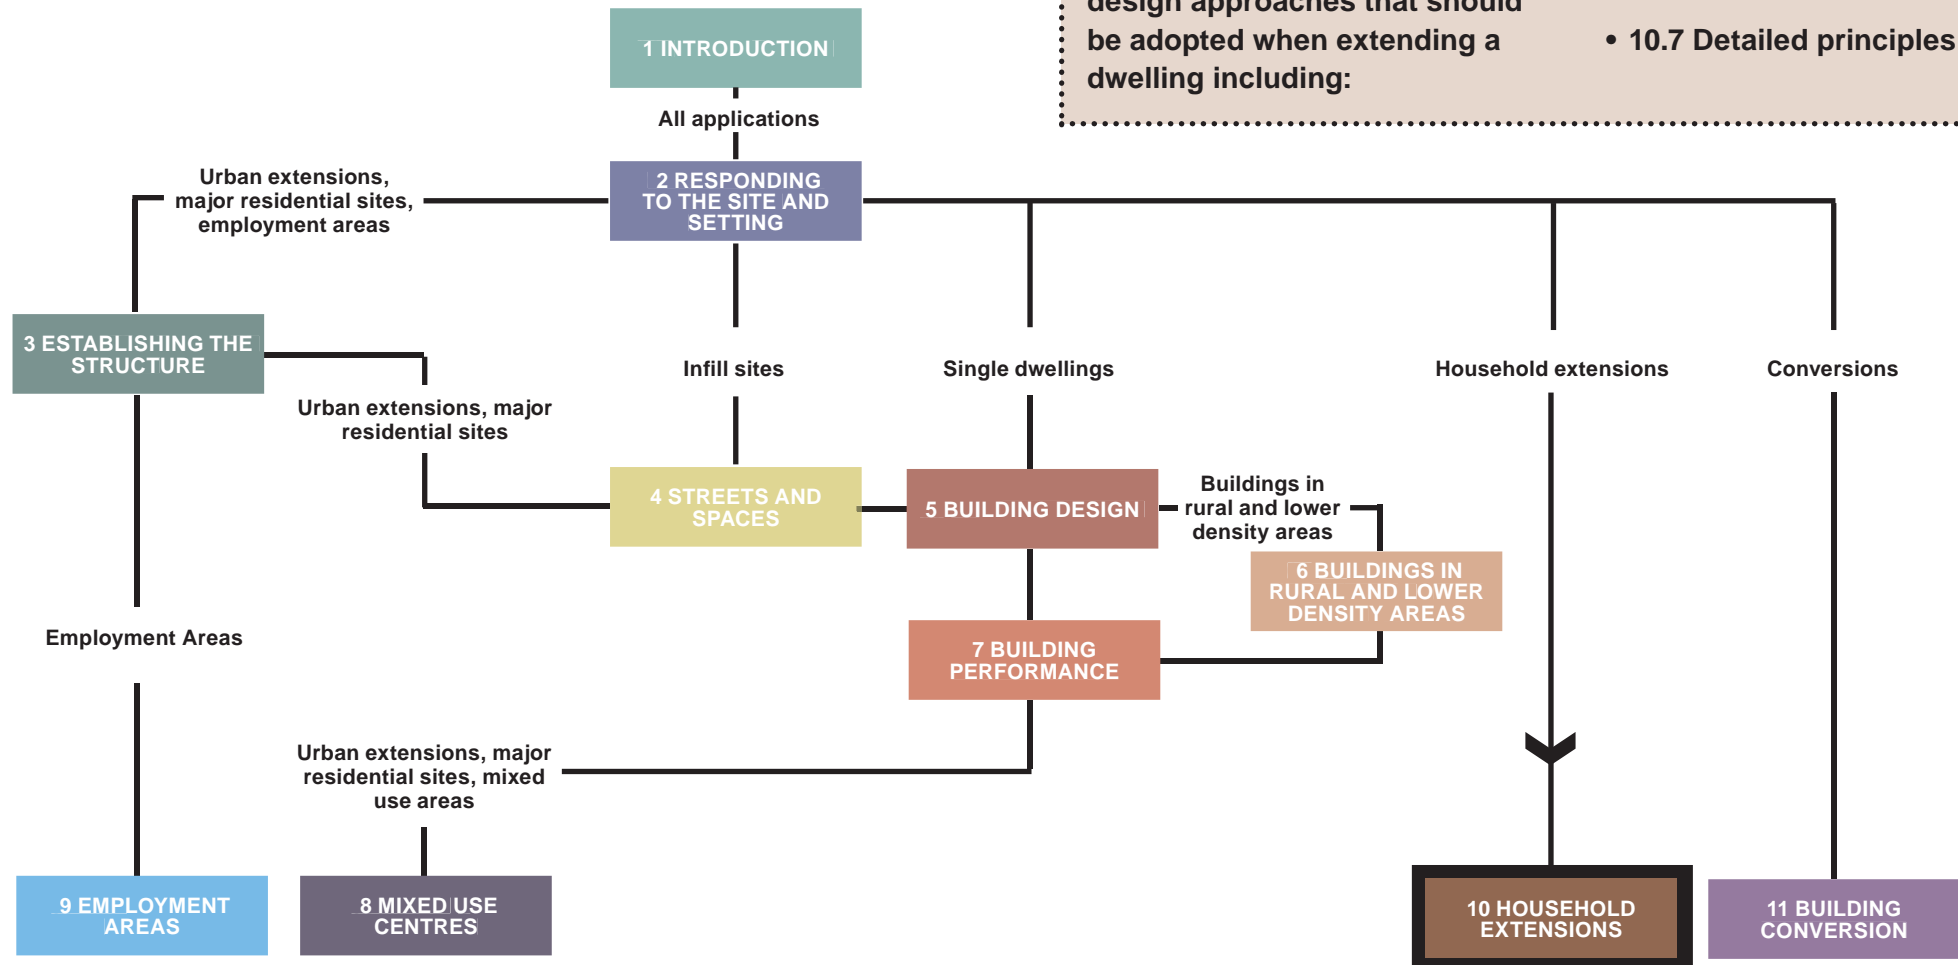 design approaches that should
be adopted when extending a
dwelling including:
• 10.7 Detailed principles
1 INTRODUCTION
All applications
2 RESPONDING
TO THE SITE AND
SETTING
Urban extensions,
major residential sites,
employment areas
3 ESTABLISHING THE
STRUCTURE
Urban extensions, major
residential sites
Infill sites
Single dwellings
Household extensions
Conversions
4 STREETS AND
SPACES
5 BUILDING DESIGN
Buildings in
rural and lower
density areas
6 BUILDINGS IN
RURAL AND LOWER
DENSITY AREAS
Employment Areas
7 BUILDING
PERFORMANCE
Urban extensions, major
residential sites, mixed
use areas
9 EMPLOYMENT
AREAS
8 MIXED USE
CENTRES
10 HOUSEHOLD
EXTENSIONS
11 BUILDING
CONVERSION